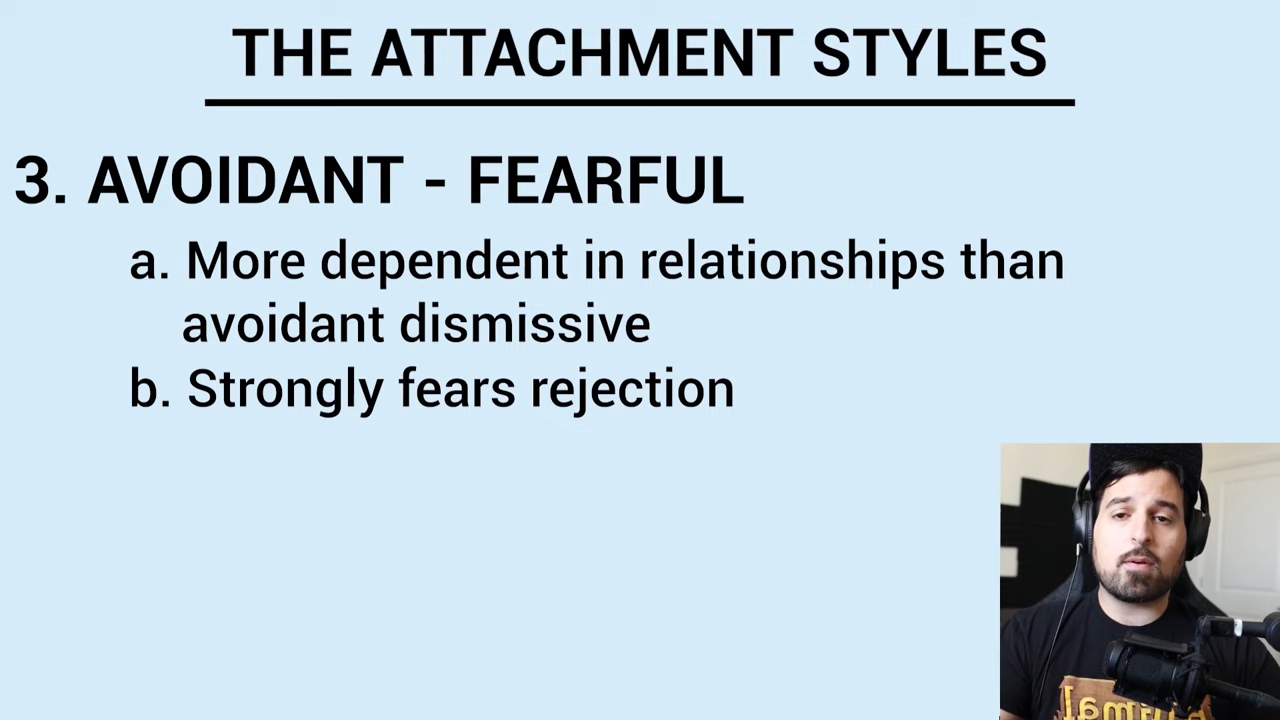 THE ATTACHMENT STYLES
3. AVOIDANT - FEARFUL
a. More dependent in relationships than
avoidant dismissive
b. Strongly fears rejection